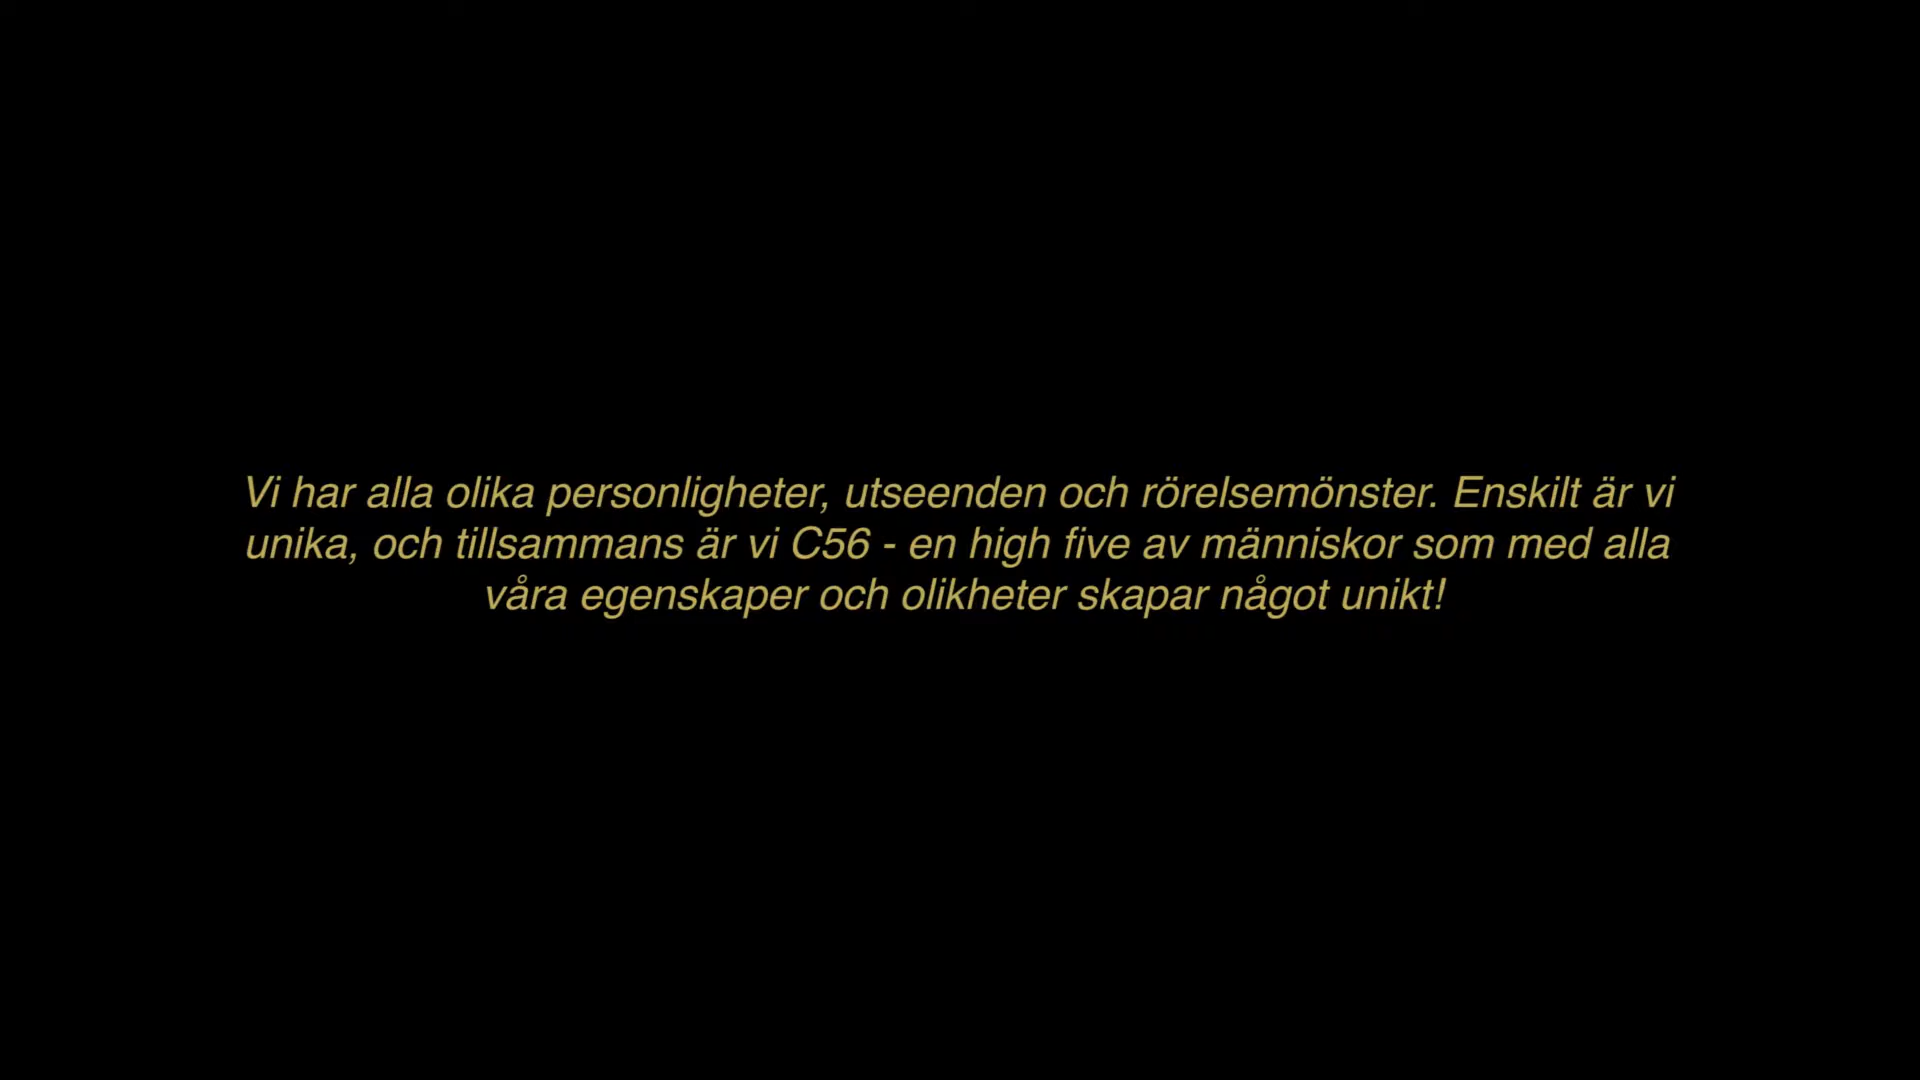 Vi har alla olika personligheter, utseenden och rörelsemönster. Enskilt är vi
unika, och tillsammans är vi C56 - en high five av människor som med alla
våra egenskaper och olikheter skapar något unikt!